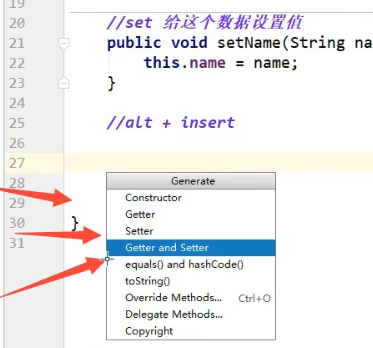 19
20 //set 给这个数据设置值
21 public void setName(String na
22 this.name = name;
23 }
24
25 //alt + insert
26
27
28 Generate
Constructor
29 Getter
30 } Setter
31 Getter and Setter
equals() and hashCode()
toString()
Override Methods... Ctrl+O
Delegate Methods...
Copyright